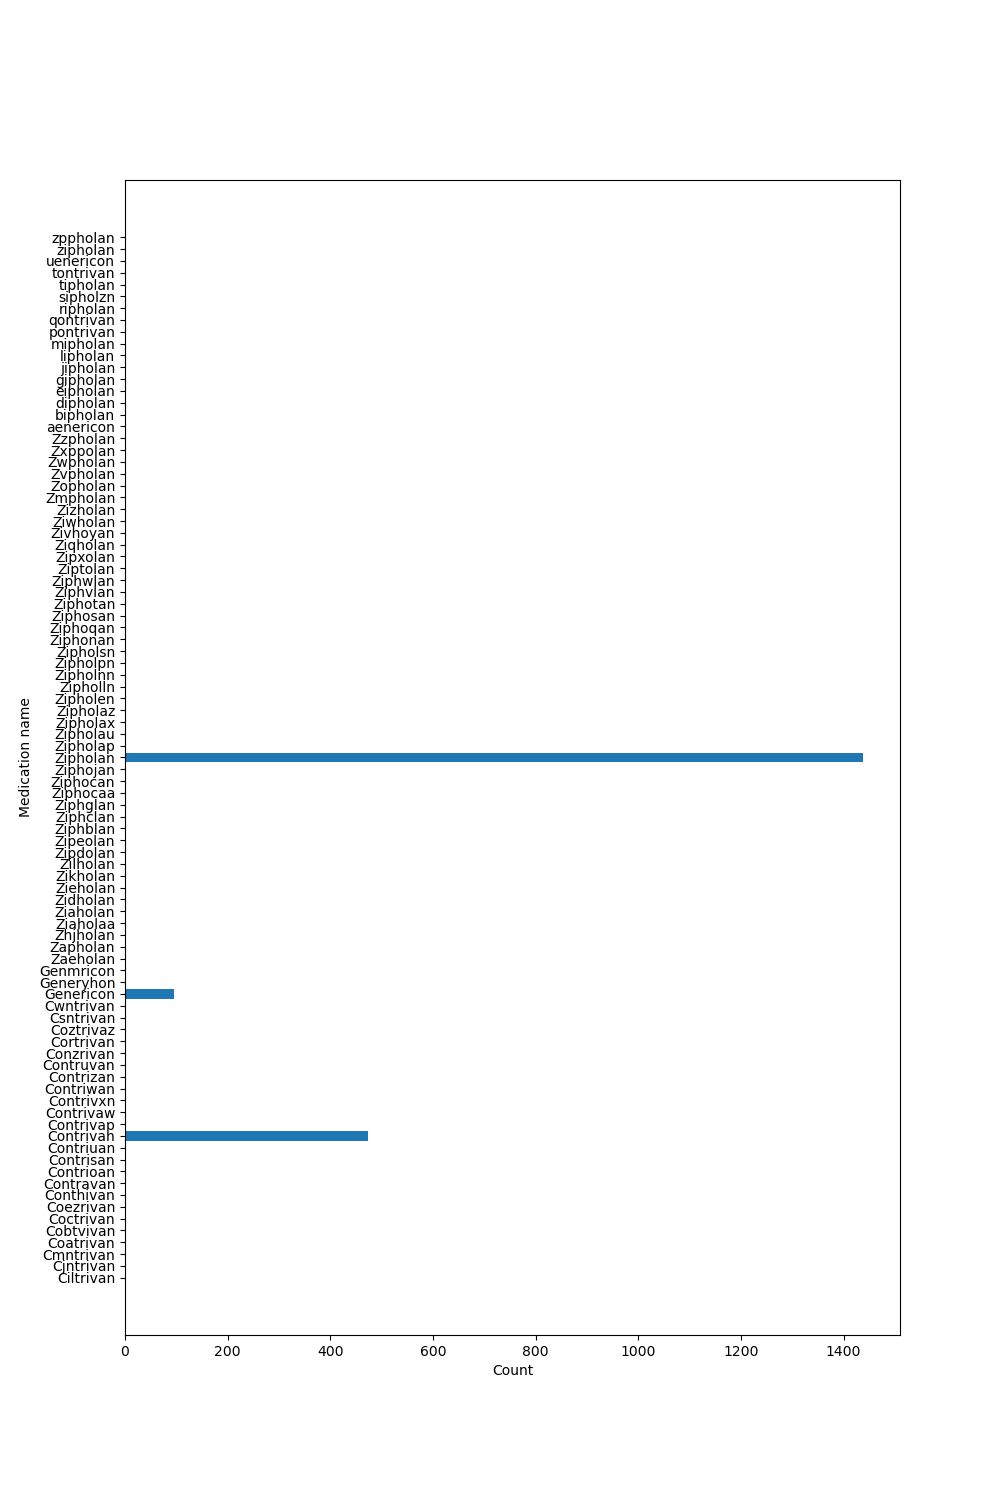 zppholan
zipholan
uenericon
tontrivan
tipholan
sipholzn
ripholan
qontrivan
pontrivan
mipholan
lipholan
jipholan
gipholan
eipholan
dipholan
bipholan
aenericon
Zzpholan
Zxppolan
Zwpholan
Zvpholan
Zopholan
Zmpholan
Zizholan
Ziwholan
Zivhoyan
Ziqholan
Zipxolan
Ziptolan
Ziphwlan
Ziphvlan
Ziphotan
Ziphosan
Ziphoqan
Ziphonan
Zipholsn
Zipholpn
Zipholnn
Zipholln
Zipholen
Zipholaz
Zipholax
Zipholau
Zipholap
Zipholan
Ziphojan
Ziphocan
Ziphocaa
Ziphglan
Ziphclan
Ziphblan
Zipeolan
Zipdolan
Zilholan
Zikholan
Zieholan
Zidholan
Ziaholan
Ziaholaa
Zhjholan
Zapholan
Zaeholan
Genmricon
Generyhon
Genericon
Cwntrivan
Csntrivan
Coztrivaz
Cortrivan
Conzrivan
Contruvan
Contrizan
Contriwan
Contrivxn
Contrivaw
Contrivap
Contrivan
Contriuan
Contrisan
Contrioan
Contravan
Conthivan
Coezrivan
Coctrivan
Cobtvivan
Coatrivan
Cmntrivan
Cintrivan
Ciltrivan
Medication name
0 200 400 600 800 1000 1200 1400
Count